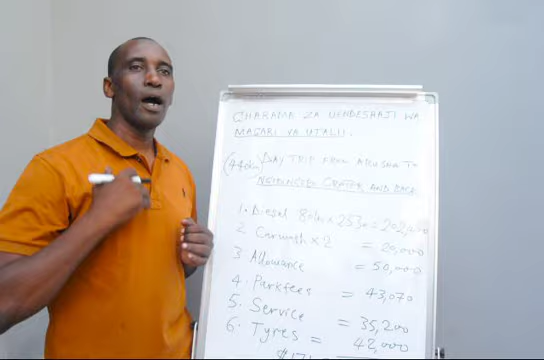 GHARAMA ZA UENDESHAJI WA
MAGARI YA UTALII.
(440km) DAY TRIP FROM ARUSHA TO
NGORONGORO CRATER AND BACK
1. Diesel 80ltr x 2530 = 202,400
2 Carwash x 2 = 20,000
3 Allowance = 50,000
4. Parkfees = 43,070
5. Service = 35,200
6. Tyres = 42,000